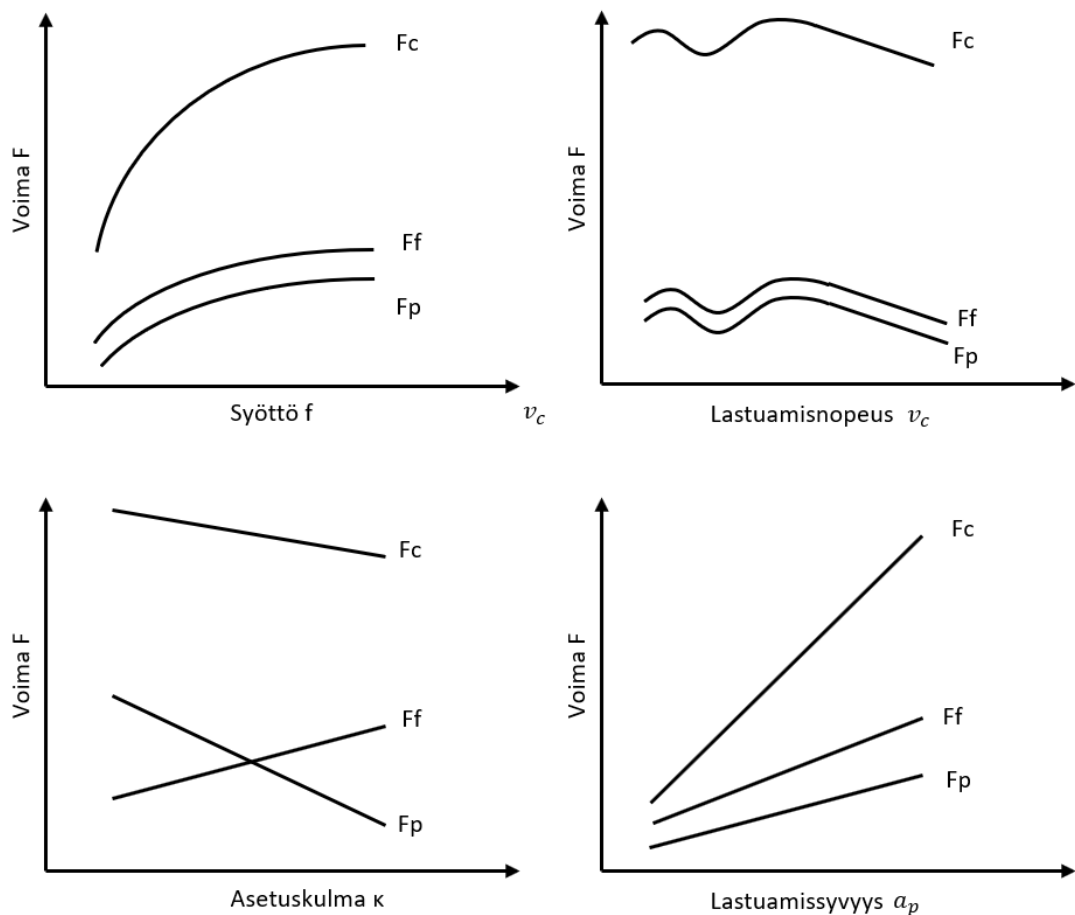 Voima F
Fc
Ff
Fp
Syöttö f
v_c
Voima F
Fc
Ff
Fp
Lastuamisnopeus v_c
Voima F
Fc
Ff
Fp
Asetuskulma κ
Voima F
Fc
Ff
Fp
Lastuamissyvyys a_p